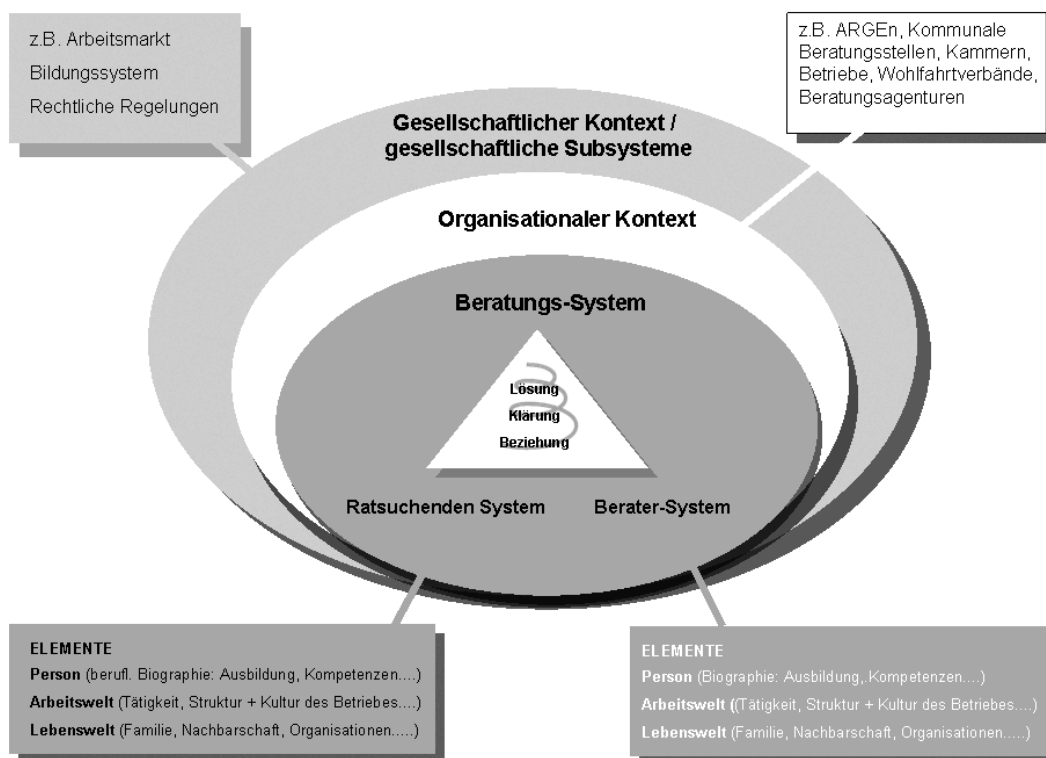 z.B. Arbeitsmarkt
Bildungssystem
Rechtliche Regelungen
z.B. ARGEn, Kommunale
Beratungsstellen, Kammern,
Betriebe, Wohlfahrtverbände,
Beratungsagenturen
Gesellschaftlicher Kontext /
gesellschaftliche Subsysteme
Organisationaler Kontext
Beratungs-System
Lösung
Klärung
Beziehung
Ratsuchenden System
Berater-System
ELEMENTE
Person (berufl. Biographie: Ausbildung, Kompetenzen....)
Arbeitswelt (Tätigkeit, Struktur + Kultur des Betriebes....)
Lebenswelt (Familie, Nachbarschaft, Organisationen.....)
ELEMENTE
Person (Biographie: Ausbildung,.Kompetenzen....)
Arbeitswelt ((Tätigkeit, Struktur + Kultur des Betriebes....)
Lebenswelt (Familie, Nachbarschaft, Organisationen.....)